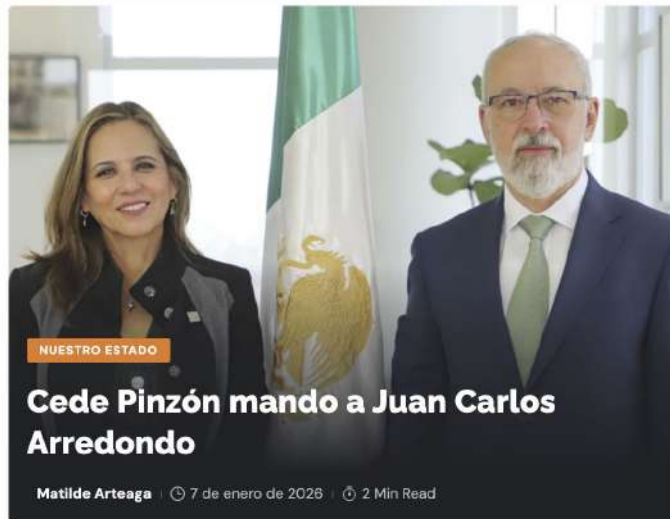 NUESTRO ESTADO
Cede Pinzón mando a Juan Carlos
Arredondo
Matilde Arteaga 7 de enero de 2026 2 Min Read